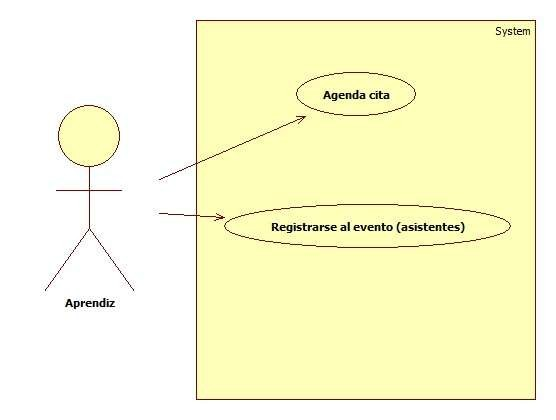 System
Agenda cita
Registrarse al evento (asistentes)
Aprendiz